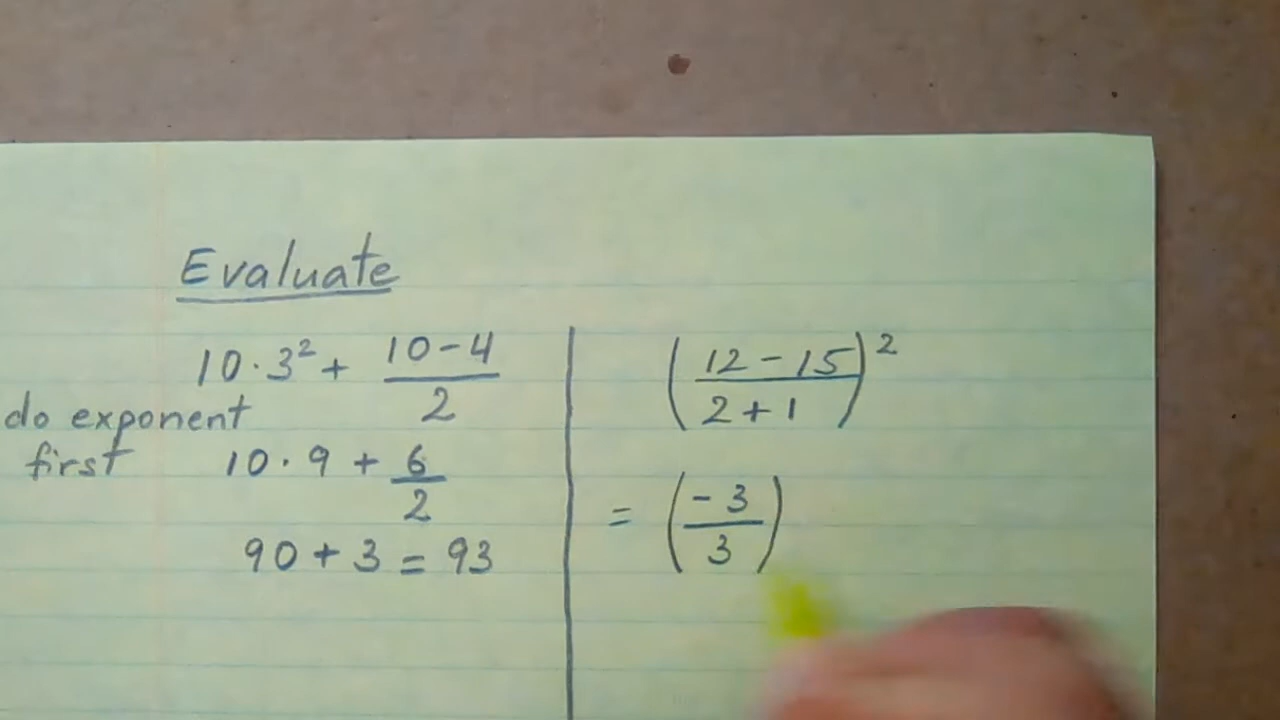 Evaluate
10·3² + (10-4)/2
do exponent
first
10·9 + 6/2
90 + 3 = 93
((12-15)/(2+1))²
= (-3/3)